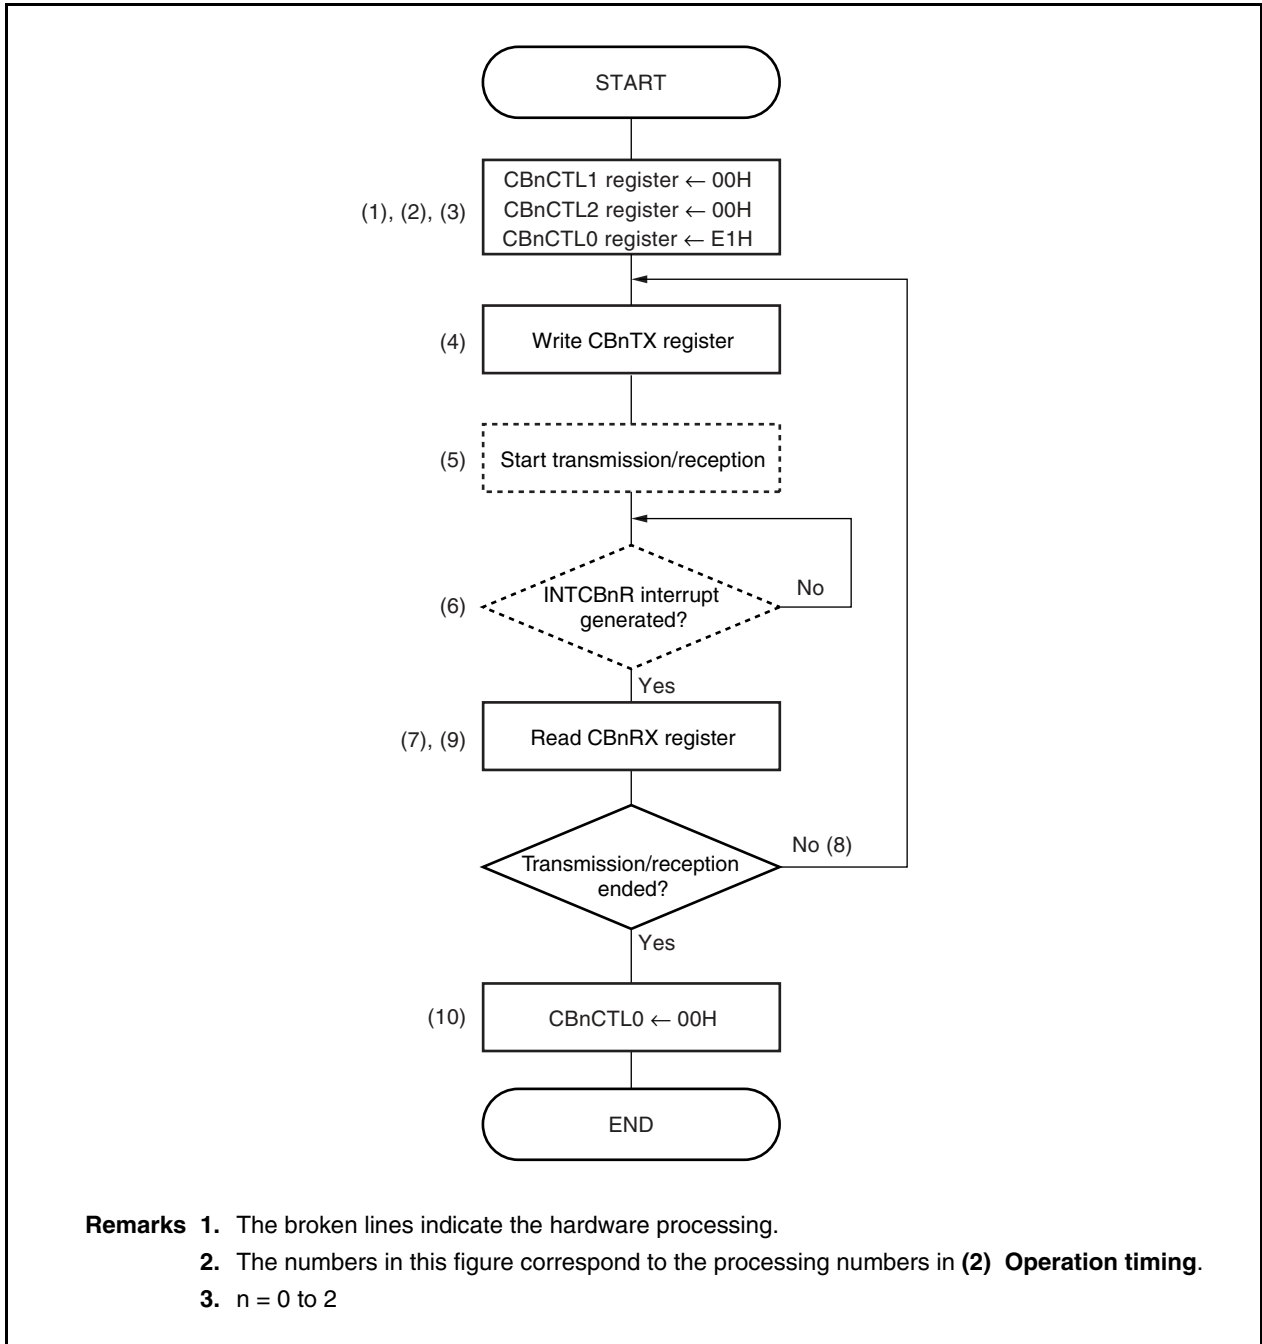 START
(1), (2), (3)
CBnCTL1 register ← 00H
CBnCTL2 register ← 00H
CBnCTL0 register ← E1H
(4)
Write CBnTX register
(5)
Start transmission/reception
(6)
INTCBnR interrupt
generated?
No
Yes
(7), (9)
Read CBnRX register
Transmission/reception
ended?
No (8)
Yes
(10)
CBnCTL0 ← 00H
END
Remarks 1. The broken lines indicate the hardware processing.
2. The numbers in this figure correspond to the processing numbers in (2) Operation timing.
3. n = 0 to 2